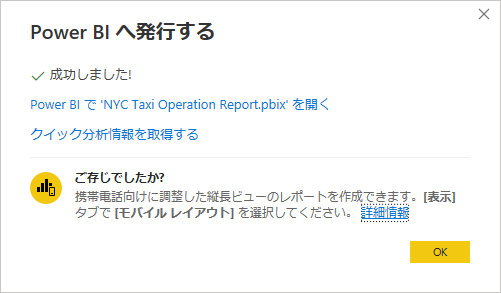 Power BI へ発行する
成功しました!
Power BI で 'NYC Taxi Operation Report.pbix' を開く
クイック分析情報を取得する
ご存じでしたか?
携帯電話向けに調整した縦長ビューのレポートを作成できます。[表示]
タブで [モバイル レイアウト] を選択してください。 詳細情報
OK